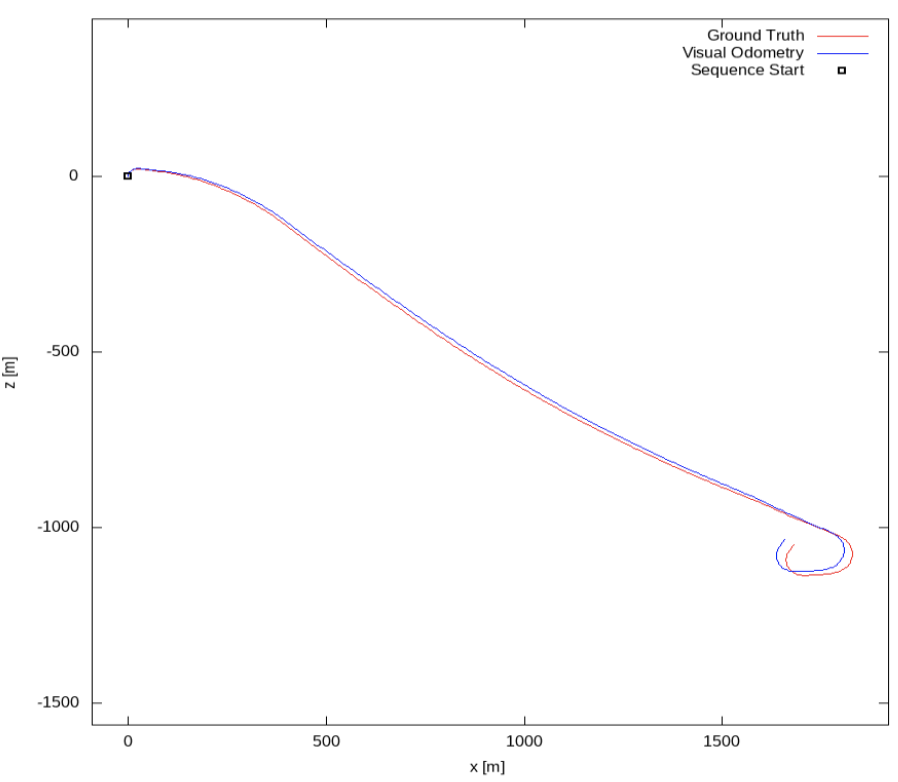 Ground Truth
Visual Odometry
Sequence Start
0
-500
-1000
-1500
z [m]
0 500 1000 1500
x [m]